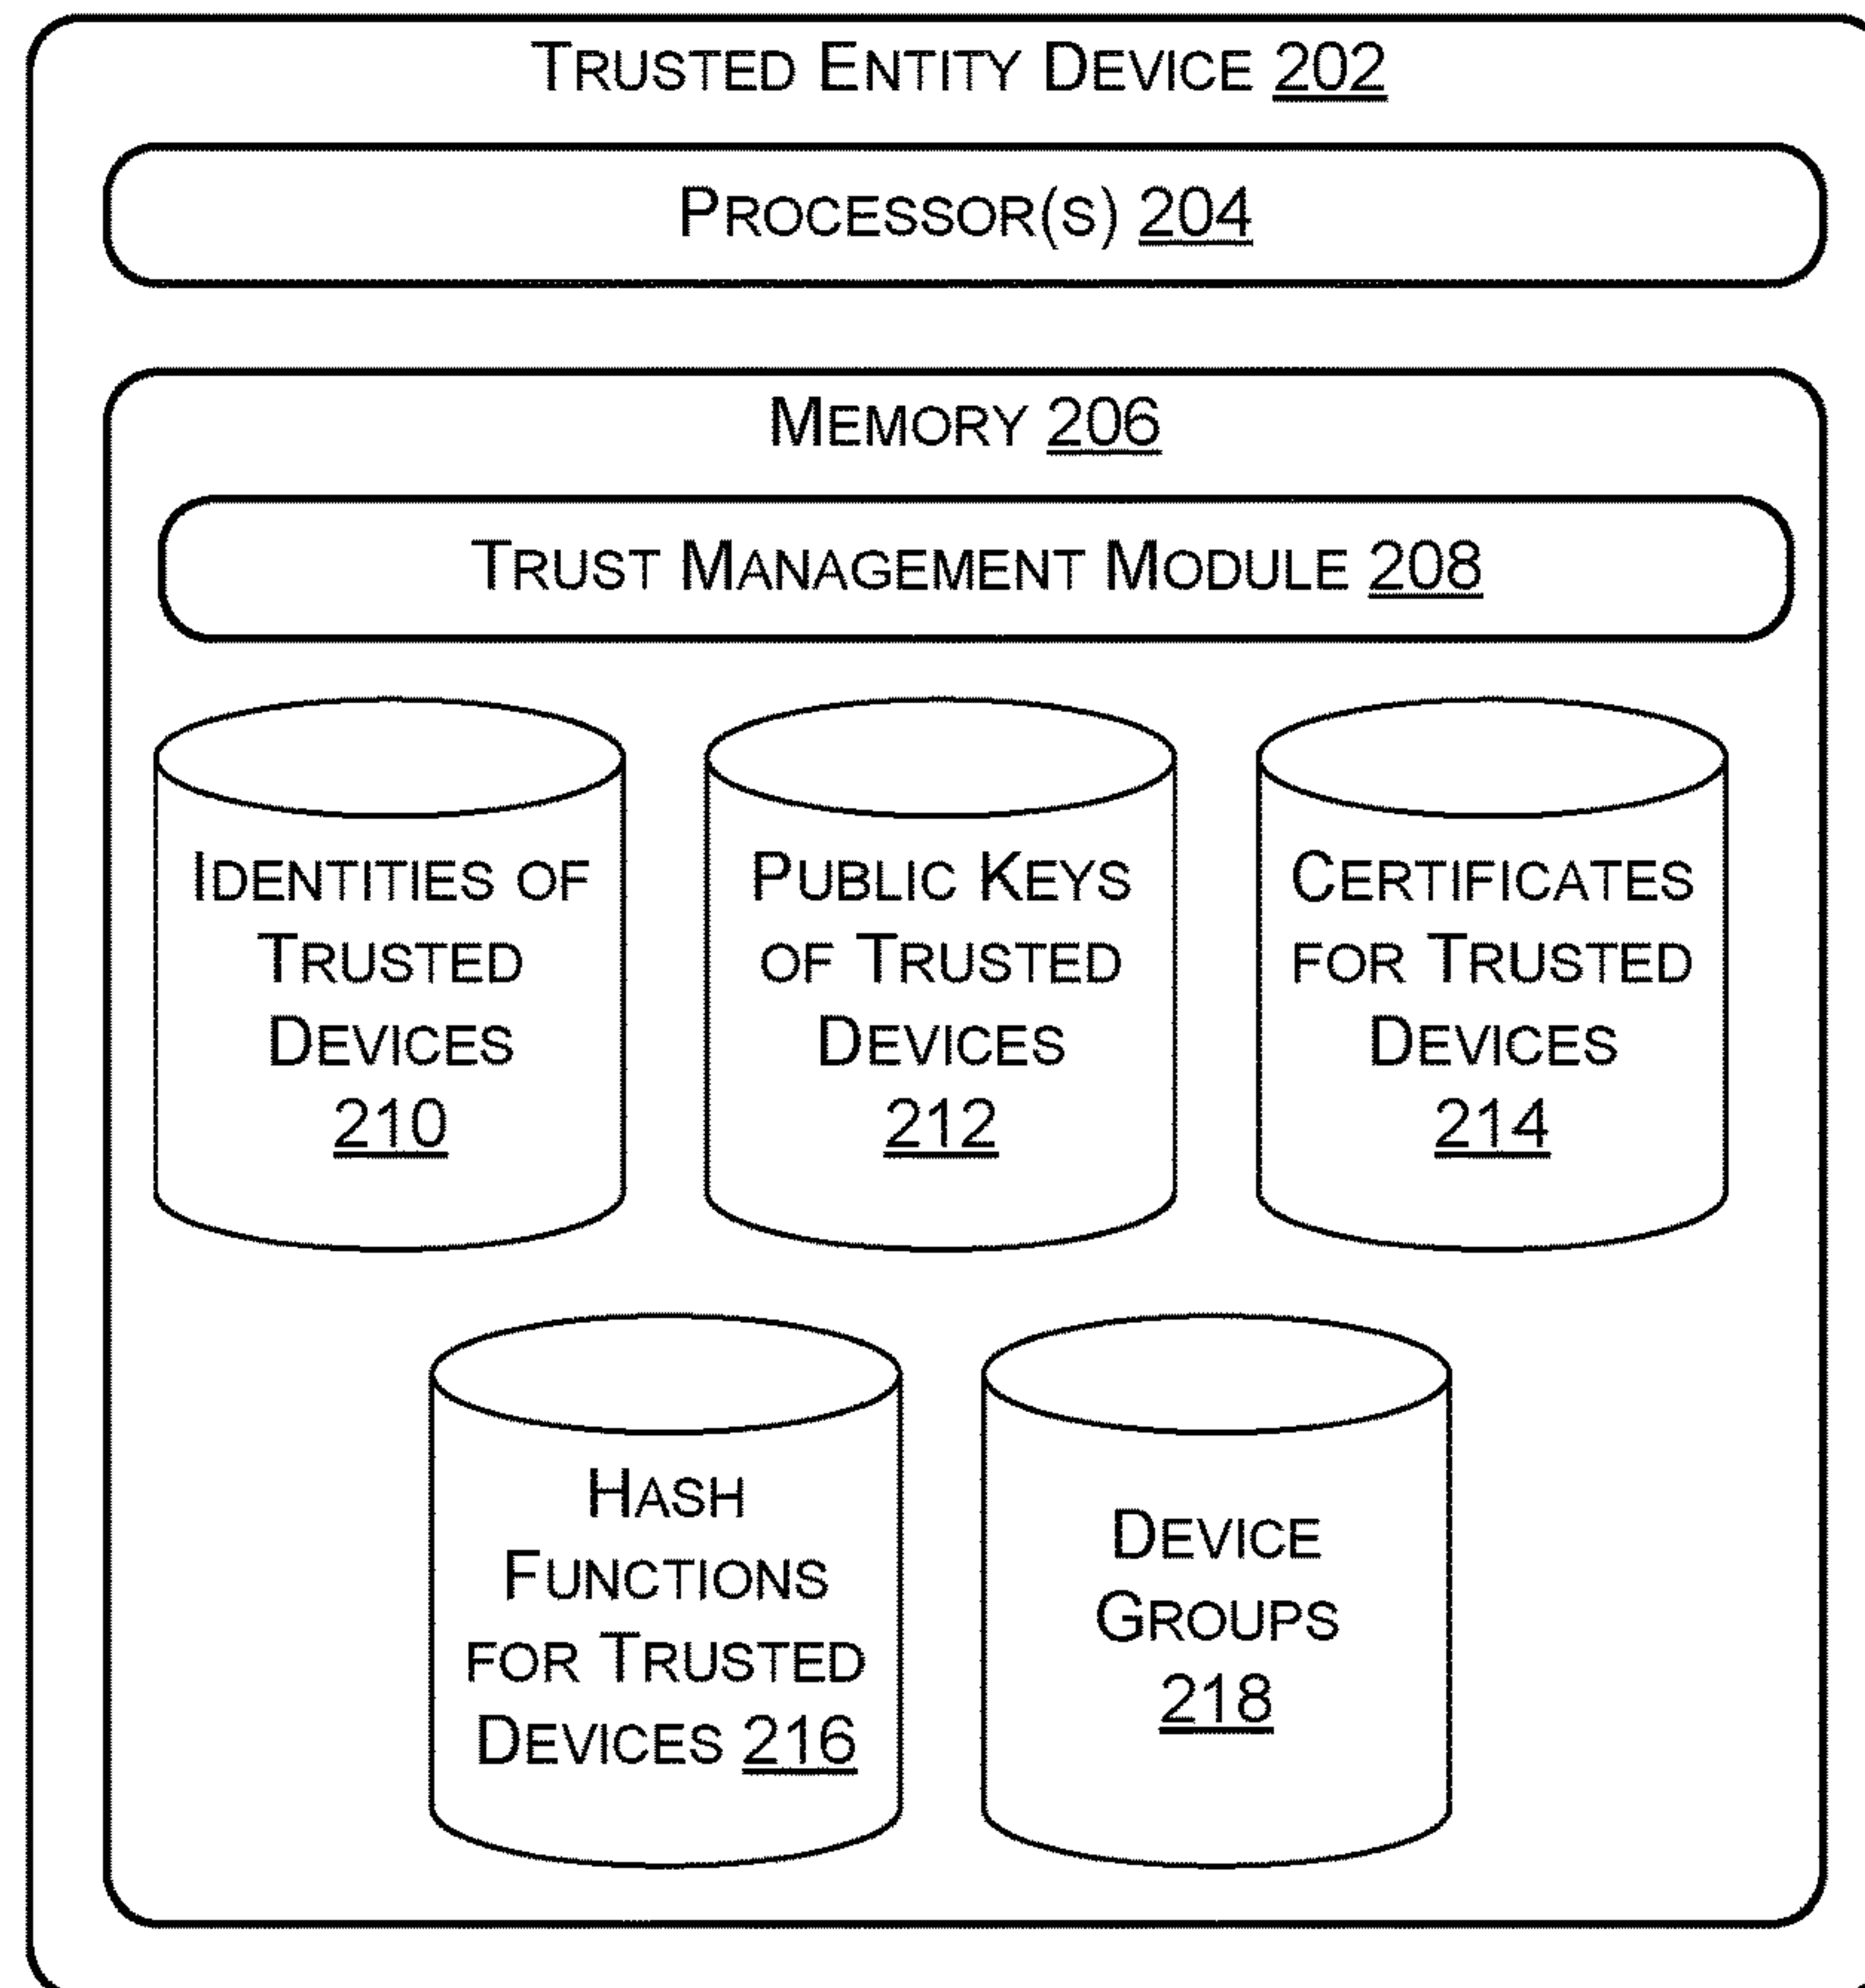 TRUSTED ENTITY DEVICE 202
PROCESSOR(S) 204
MEMORY 206
TRUST MANAGEMENT MODULE 208
IDENTITIES OF
TRUSTED
DEVICES
210
PUBLIC KEYS
OF TRUSTED
DEVICES
212
CERTIFICATES
FOR TRUSTED
DEVICES
214
HASH
FUNCTIONS
FOR TRUSTED
DEVICES 216
DEVICE
GROUPS
218